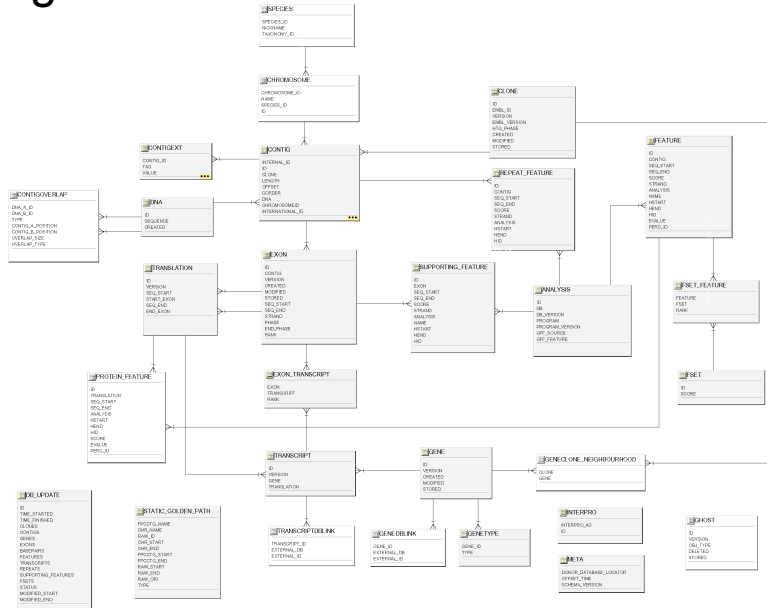 SPECIES
SPECIES_ID
NICKNAME
TAXONOMY_ID
CHROMOSOME
CHROMOSOME_ID
NAME
SPECIES_ID
ID
CLONE
ID
EMBL_ID
VERSION
EMBL_VERSION
HTG_PHASE
CREATED
MODIFIED
STORED
CONTIGEXT
CONTIG_ID
TAG
VALUE
CONTIG
INTERNAL_ID
ID
CLONE
LENGTH
OFFSET
CORDER
DNA
CHROMOSOMEID
INTERNATIONAL_ID
FEATURE
ID
CONTIG
SEQ_START
SEQ_END
SCORE
STRAND
ANALYSIS
NAME
HSTART
HEND
HID
EVALUE
PERC_ID
REPEAT_FEATURE
ID
CONTIG
SEQ_START
SEQ_END
SCORE
STRAND
ANALYSIS
HSTART
HEND
HID
CONTIGOVERLAP
DNA_A_ID
DNA_B_ID
TYPE
CONTIG_A_POSITION
CONTIG_B_POSITION
OVERLAP_SIZE
OVERLAP_TYPE
DNA
ID
SEQUENCE
CREATED
TRANSLATION
ID
VERSION
SEQ_START
START_EXON
SEQ_END
END_EXON
EXON
ID
CONTIG
VERSION
CREATED
MODIFIED
STORED
SEQ_START
SEQ_END
STRAND
PHASE
END_PHASE
RANK
SUPPORTING_FEATURE
ID
EXON
SEQ_START
SEQ_END
SCORE
STRAND
ANALYSIS
NAME
HSTART
HEND
HID
ANALYSIS
ID
DB
DB_VERSION
PROGRAM
PROGRAM_VERSION
GFF_SOURCE
GFF_FEATURE
FSET_FEATURE
FEATURE
FSET
RANK
PROTEIN_FEATURE
ID
TRANSLATION
SEQ_START
SEQ_END
ANALYSIS
HSTART
HEND
HID
SCORE
EVALUE
PERC_ID
EXON_TRANSCRIPT
EXON
TRANSCRIPT
RANK
FSET
ID
SCORE
TRANSCRIPT
ID
VERSION
GENE
TRANSLATION
GENE
ID
VERSION
CREATED
MODIFIED
STORED
GENECLONE_NEIGHBOURHOOD
CLONE
GENE
DB_UPDATE
ID
TIME_STARTED
TIME_FINISHED
CLONES
CONTIGS
GENES
EXONS
BASEPAIRS
FEATURES
TRANSCRIPTS
REPEATS
SUPPORTING_FEATURES
FSETS
STATUS
MODIFIED_START
MODIFIED_END
STATIC_GOLDEN_PATH
FPCCTG_NAME
CHR_NAME
RAW_ID
CHR_START
CHR_END
FPCCTG_START
FPCCTG_END
RAW_START
RAW_END
RAW_ORI
TYPE
TRANSCRIPTDBLINK
TRANSCRIPT_ID
EXTERNAL_DB
EXTERNAL_ID
GENEDBLINK
GENE_ID
EXTERNAL_DB
EXTERNAL_ID
GENETYPE
GENE_ID
TYPE
INTERPRO
INTERPRO_AC
ID
META
DONOR_DATABASE_LOCATOR
OFFSET_TIME
SCHEMA_VERSION
GHOST
ID
VERSION
OBJ_TYPE
DELETED
STORED